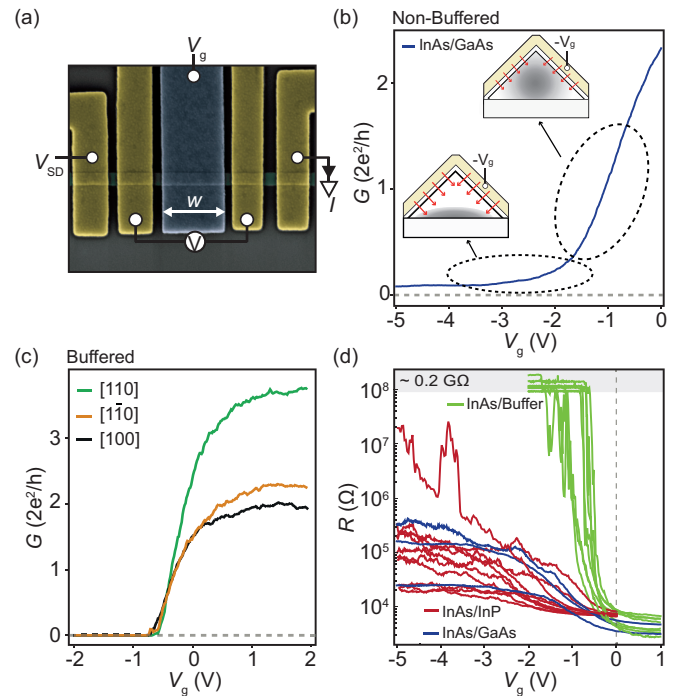 (a)
V_g
V_SD
w
V
I
(b) Non-Buffered
InAs/GaAs
-V_g
-V_g
G (2e²/h)
2
1
0
-5 -4 -3 -2 -1 0
V_g (V)
(c) Buffered
[110]
[11̄0]
[100]
G (2e²/h)
3
2
1
0
-2 -1 0 1 2
V_g (V)
(d)
~ 0.2 GΩ
InAs/Buffer
R (Ω)
10⁸
10⁷
10⁶
10⁵
10⁴
InAs/InP
InAs/GaAs
-5 -4 -3 -2 -1 0 1
V_g (V)